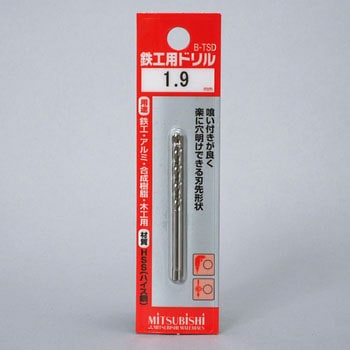 B-TSD
鉄工用ドリル
1.9
mm
喰い付きが良く
楽に穴明けできる刃先形状
用途 鉄工・アルミ・合成樹脂・木工用
材質 HSS(ハイス鋼)
MITSUBISHI
MITSUBISHI MATERIALS